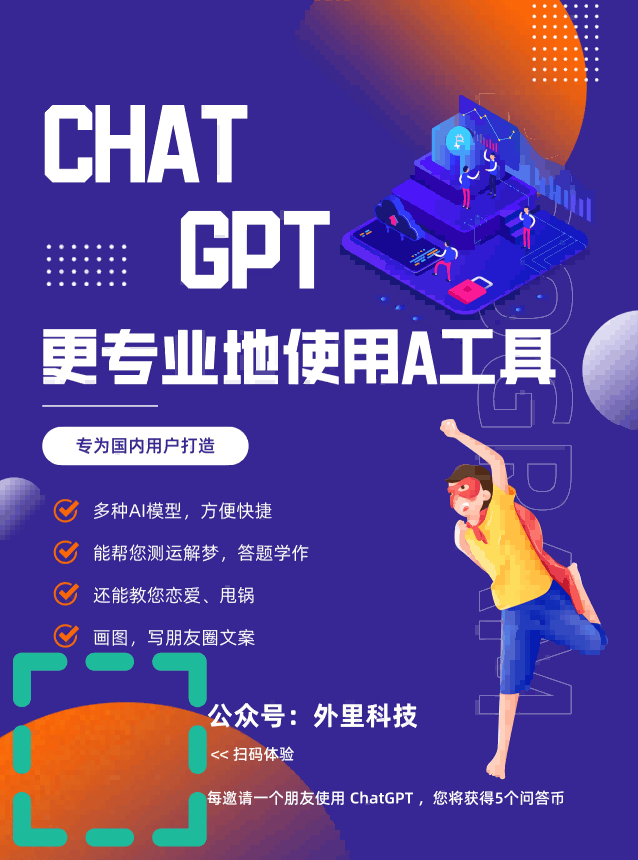 CHAT
GPT
更专业地使用A工具
专为国内用户打造
多种AI模型，方便快捷
能帮您测运解梦，答题学作
还能教您恋爱、甩锅
画图，写朋友圈文案
公众号：外里科技
<< 扫码体验
每邀请一个朋友使用 ChatGPT ，您将获得5个问答币